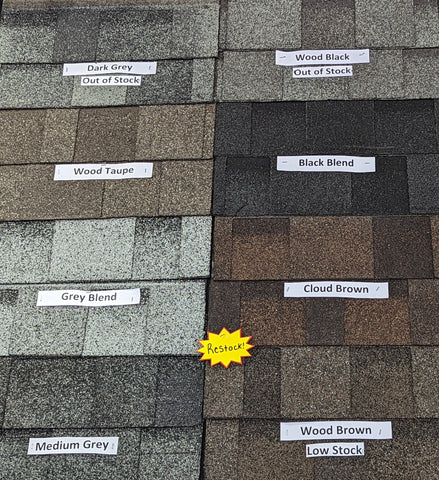 Dark Grey
Out of Stock
Wood Black
Out of Stock
Wood Taupe
Black Blend
Grey Blend
Cloud Brown
Restock!
Medium Grey
Wood Brown
Low Stock